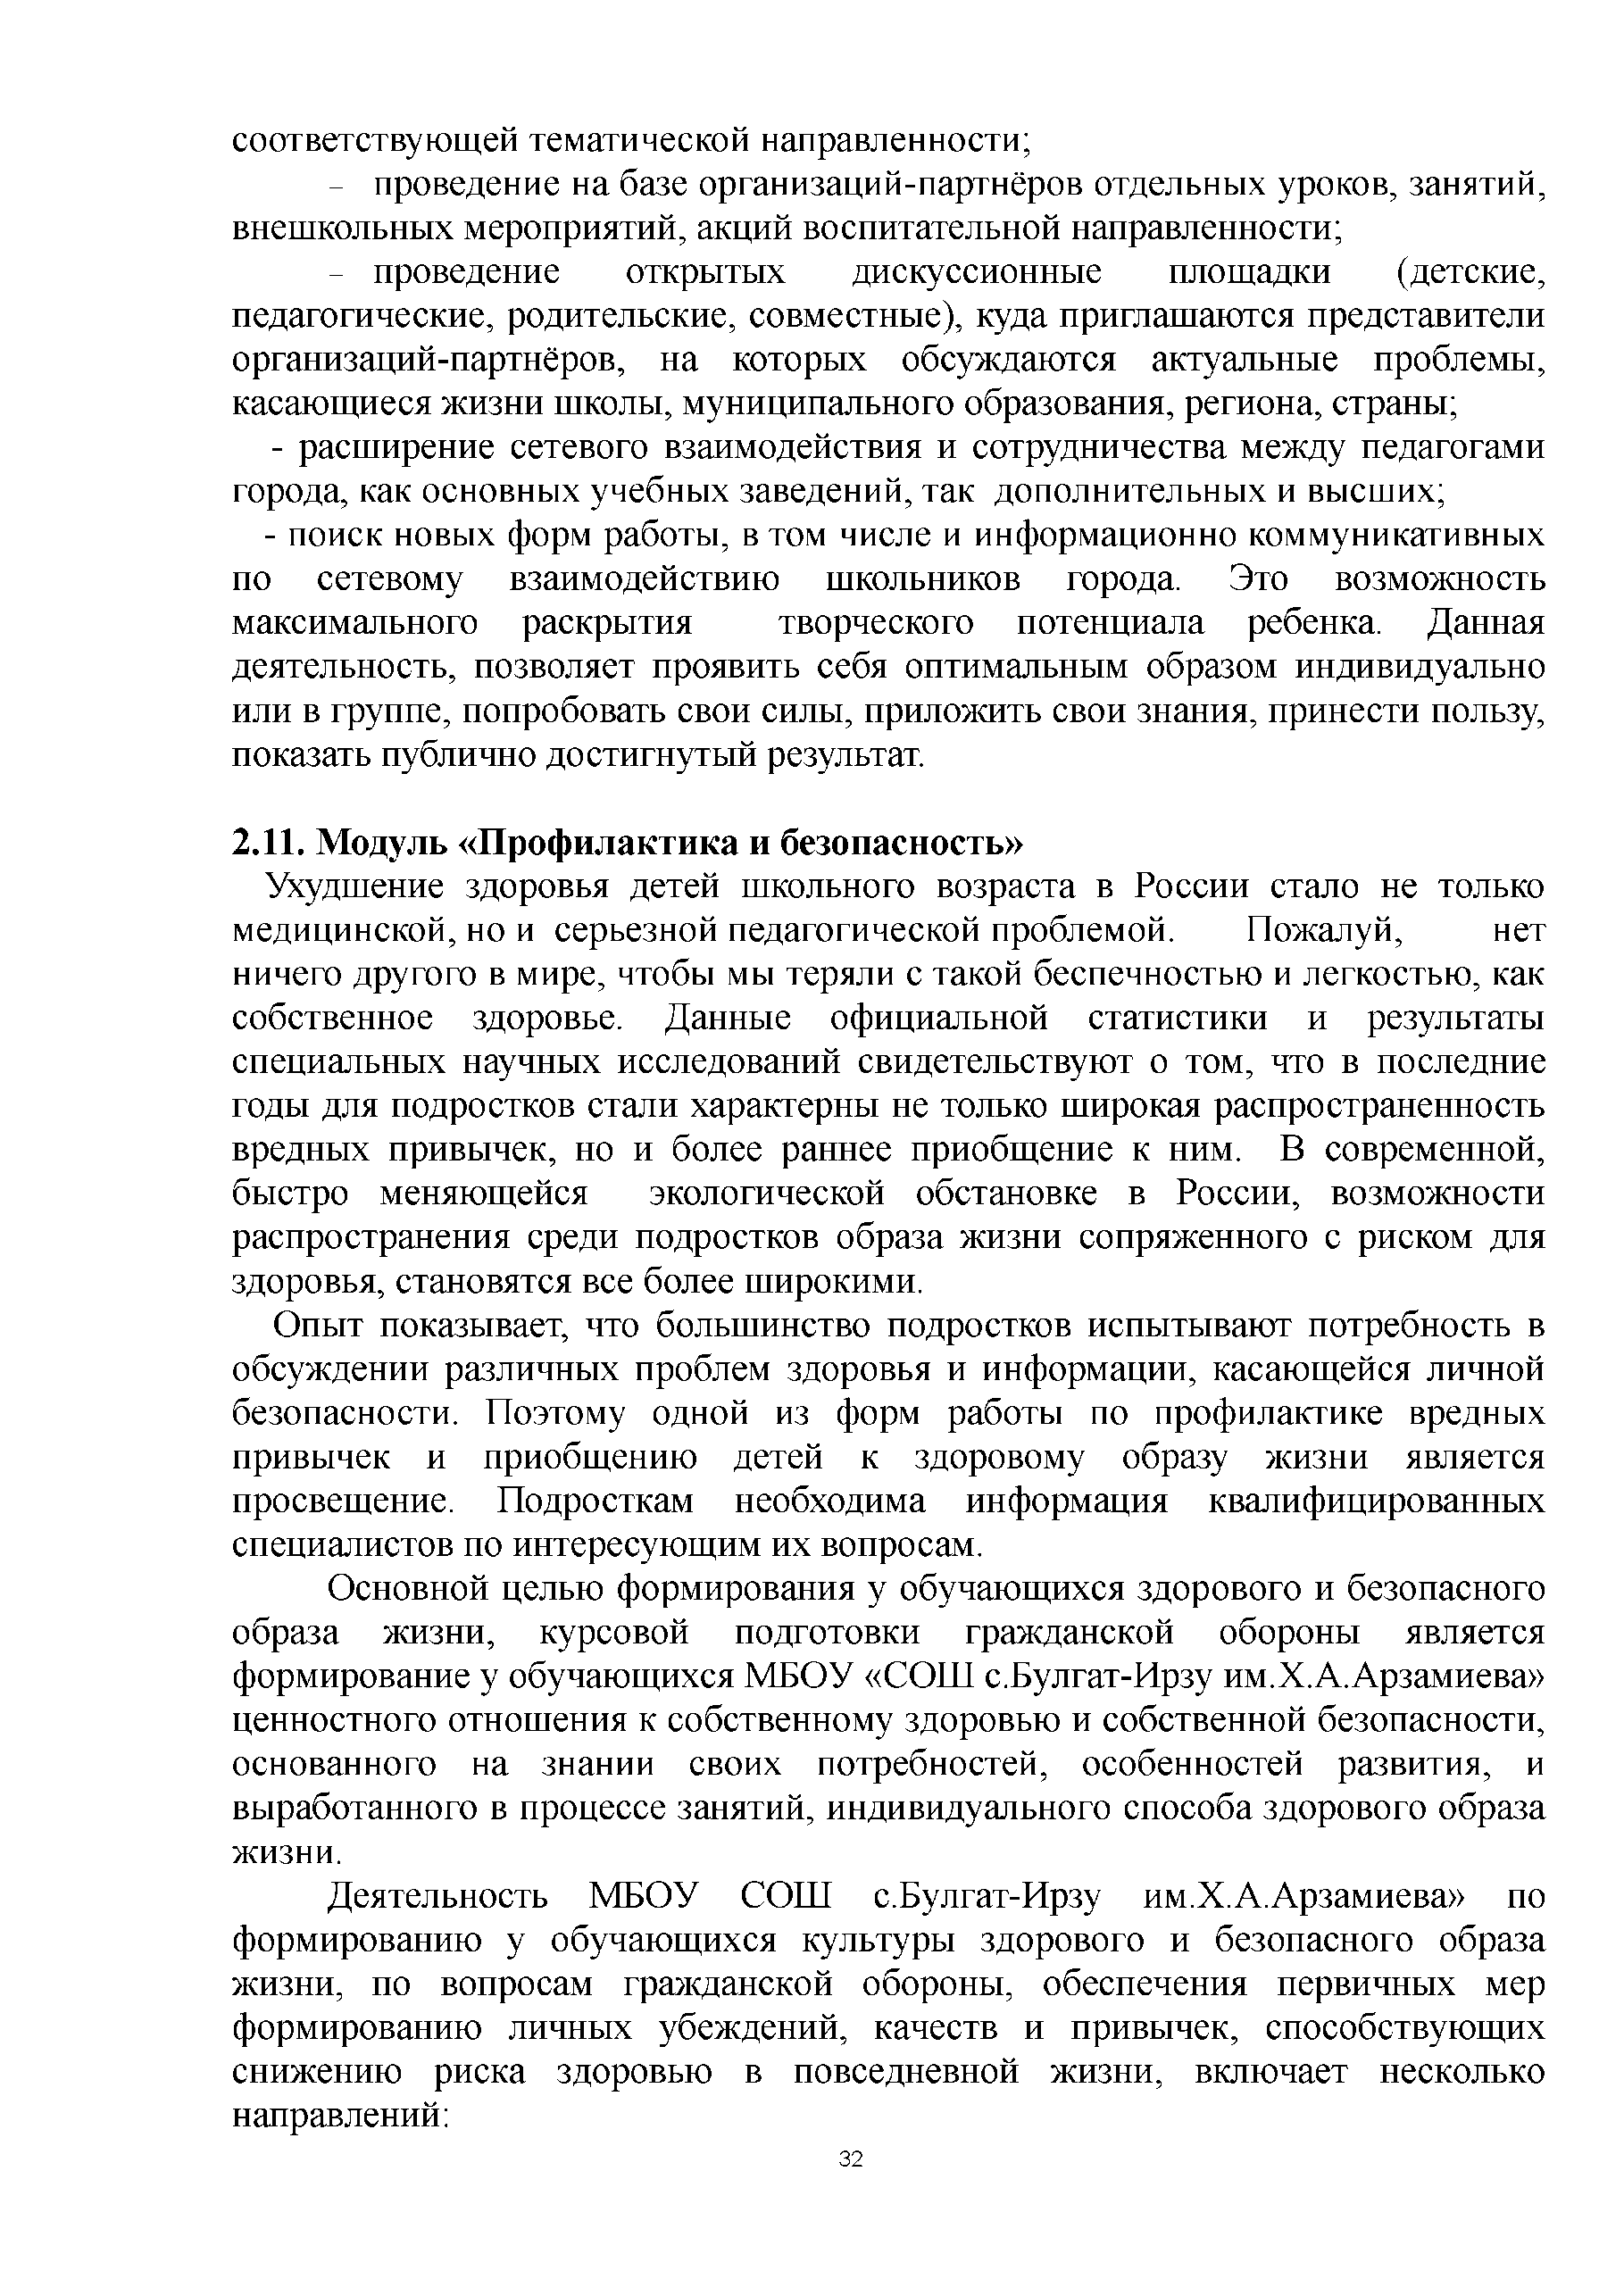 соответствующей тематической направленности;
– проведение на базе организаций-партнёров отдельных уроков, занятий,
внешкольных мероприятий, акций воспитательной направленности;
– проведение открытых дискуссионные площадки (детские,
педагогические, родительские, совместные), куда приглашаются представители
организаций-партнёров, на которых обсуждаются актуальные проблемы,
касающиеся жизни школы, муниципального образования, региона, страны;
- расширение сетевого взаимодействия и сотрудничества между педагогами
города, как основных учебных заведений, так дополнительных и высших;
- поиск новых форм работы, в том числе и информационно коммуникативных
по сетевому взаимодействию школьников города. Это возможность
максимального раскрытия творческого потенциала ребенка. Данная
деятельность, позволяет проявить себя оптимальным образом индивидуально
или в группе, попробовать свои силы, приложить свои знания, принести пользу,
показать публично достигнутый результат.
2.11. Модуль «Профилактика и безопасность»
Ухудшение здоровья детей школьного возраста в России стало не только
медицинской, но и серьезной педагогической проблемой. Пожалуй, нет
ничего другого в мире, чтобы мы теряли с такой беспечностью и легкостью, как
собственное здоровье. Данные официальной статистики и результаты
специальных научных исследований свидетельствуют о том, что в последние
годы для подростков стали характерны не только широкая распространенность
вредных привычек, но и более раннее приобщение к ним. В современной,
быстро меняющейся экологической обстановке в России, возможности
распространения среди подростков образа жизни сопряженного с риском для
здоровья, становятся все более широкими.
Опыт показывает, что большинство подростков испытывают потребность в
обсуждении различных проблем здоровья и информации, касающейся личной
безопасности. Поэтому одной из форм работы по профилактике вредных
привычек и приобщению детей к здоровому образу жизни является
просвещение. Подросткам необходима информация квалифицированных
специалистов по интересующим их вопросам.
Основной целью формирования у обучающихся здорового и безопасного
образа жизни, курсовой подготовки гражданской обороны является
формирование у обучающихся МБОУ «СОШ с.Булгат-Ирзу им.Х.А.Арзамиева»
ценностного отношения к собственному здоровью и собственной безопасности,
основанного на знании своих потребностей, особенностей развития, и
выработанного в процессе занятий, индивидуального способа здорового образа
жизни.
Деятельность МБОУ СОШ с.Булгат-Ирзу им.Х.А.Арзамиева» по
формированию у обучающихся культуры здорового и безопасного образа
жизни, по вопросам гражданской обороны, обеспечения первичных мер
формированию личных убеждений, качеств и привычек, способствующих
снижению риска здоровью в повседневной жизни, включает несколько
направлений:
32